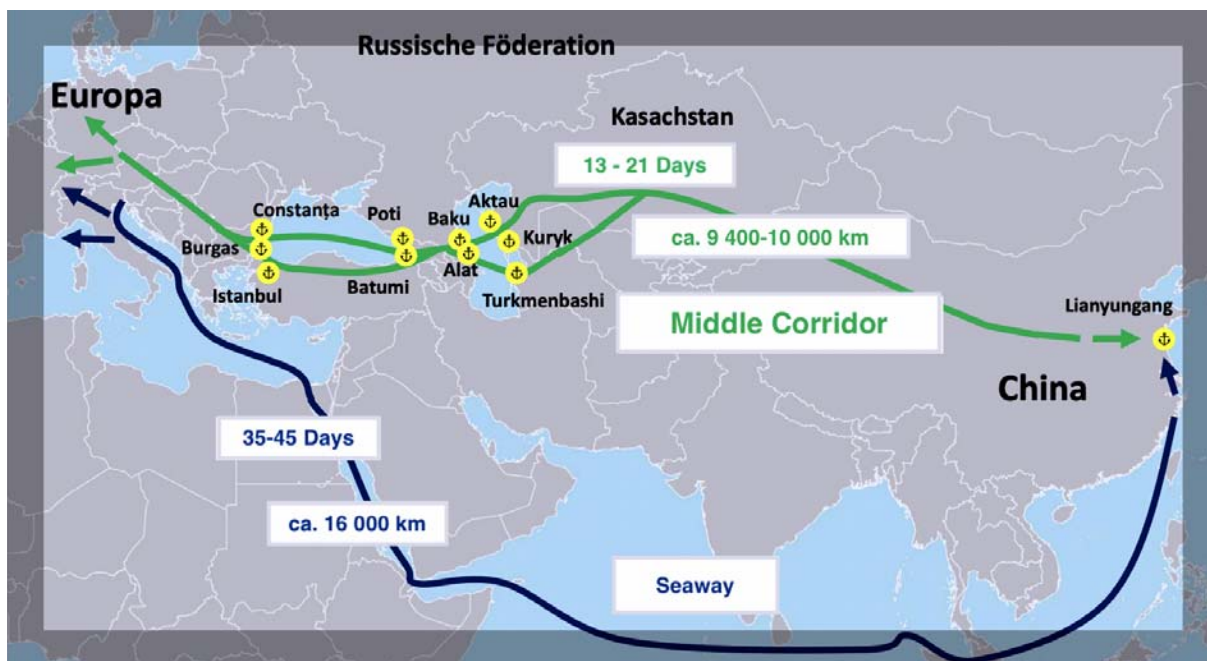 Russische Föderation
Europa
Kasachstan
13 - 21 Days
Aktau
Constanța
Poti
Baku
ca. 9 400-10 000 km
Burgas
Kuryk
Alat
Istanbul
Batumi
Turkmenbashi
Lianyungang
Middle Corridor
China
35-45 Days
ca. 16 000 km
Seaway